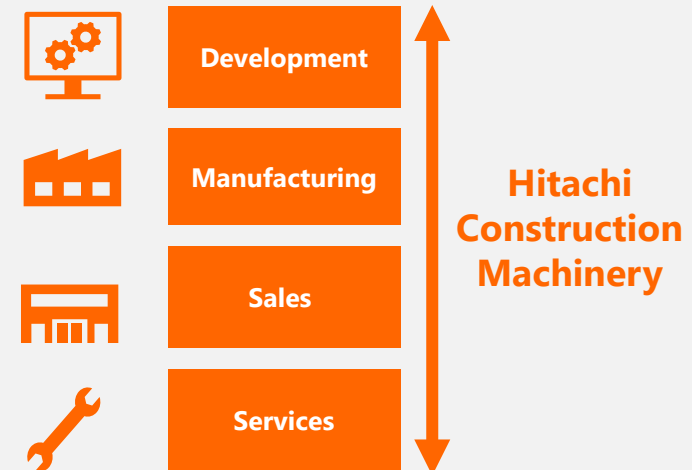 Development
Manufacturing
Sales
Services
Hitachi
Construction
Machinery